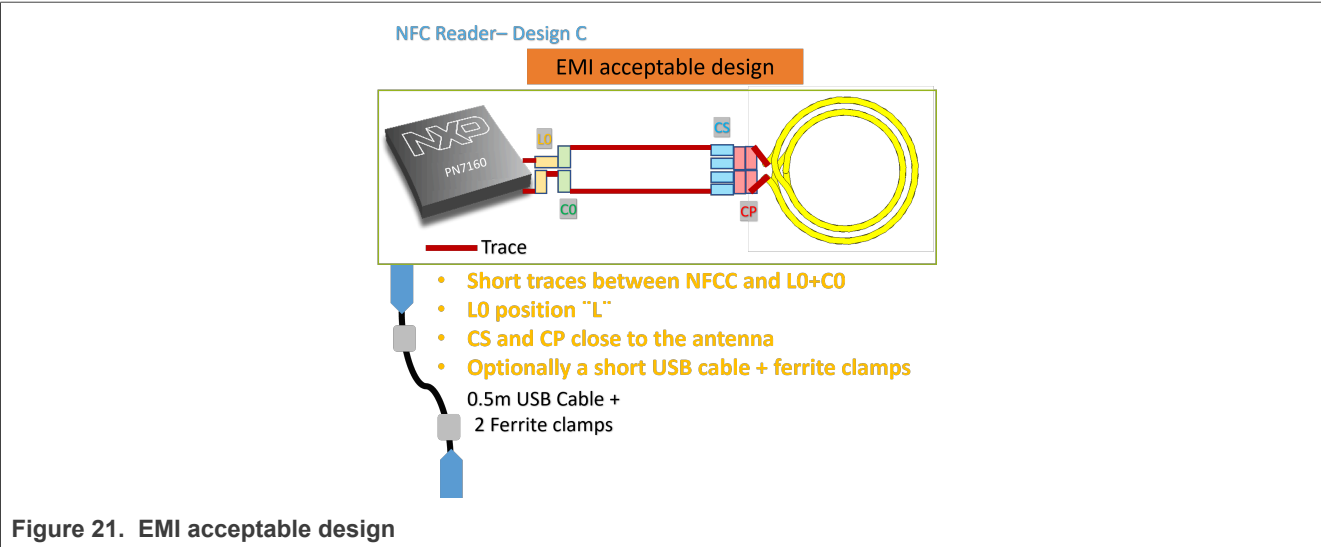 NFC Reader– Design C
EMI acceptable design
NXP
PN7160
L0
C0
CS
CP
Trace
• Short traces between NFCC and L0+C0
• L0 position ¨L¨
• CS and CP close to the antenna
• Optionally a short USB cable + ferrite clamps
0.5m USB Cable +
2 Ferrite clamps
Figure 21. EMI acceptable design